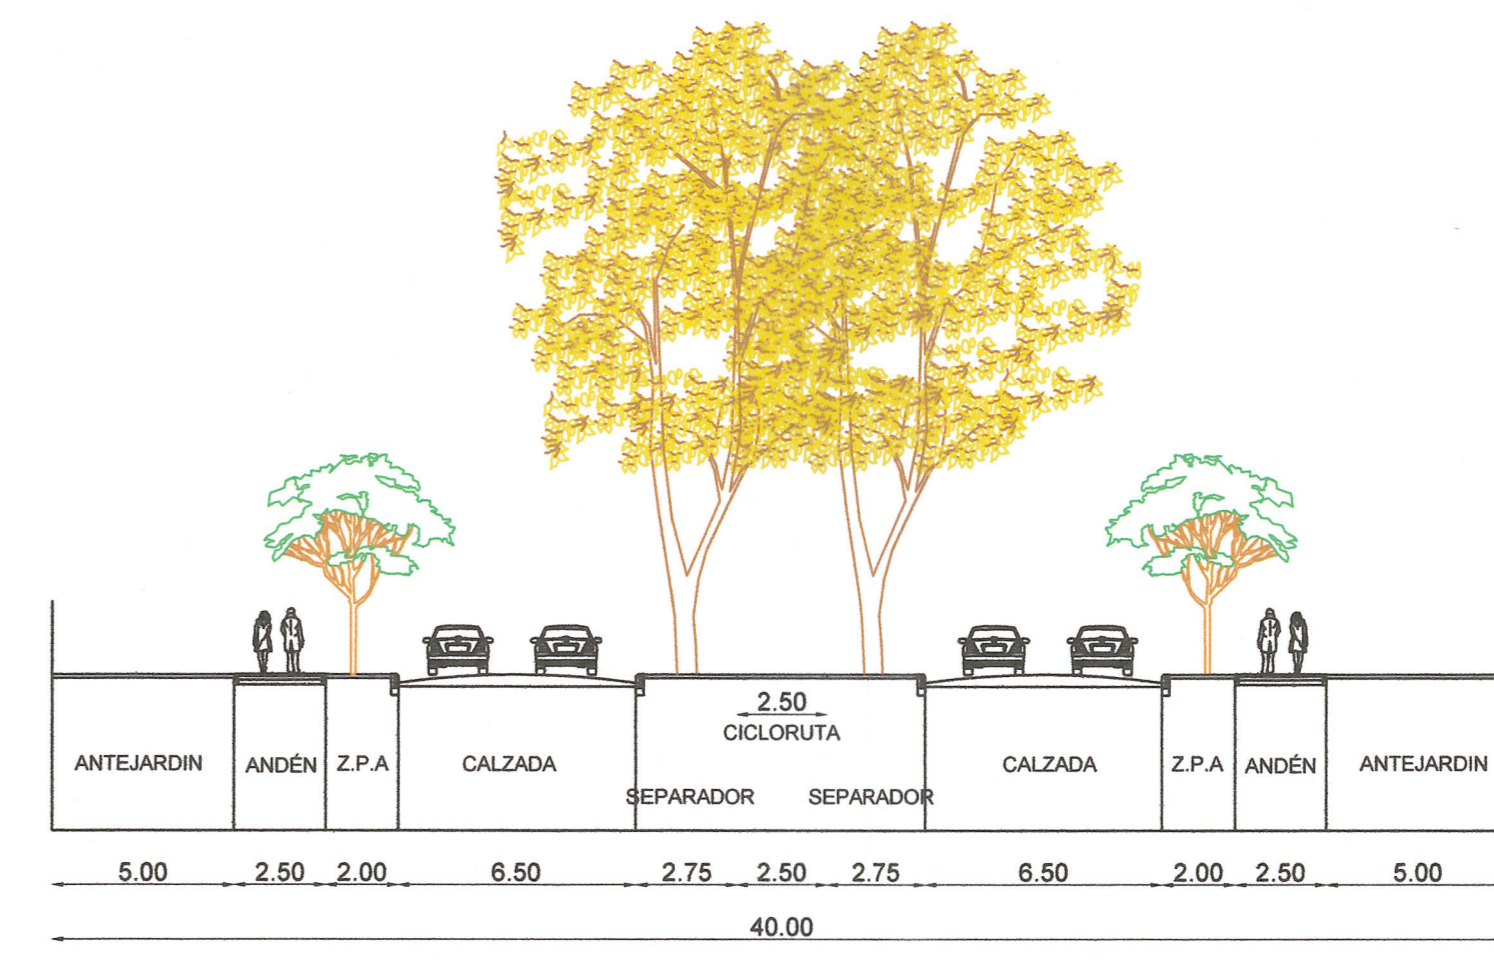 2.50
CICLORUTA
ANTEJARDIN ANDÉN Z.P.A CALZADA CALZADA Z.P.A ANDÉN ANTEJARDIN
SEPARADOR SEPARADOR
5.00 2.50 2.00 6.50 2.75 2.50 2.75 6.50 2.00 2.50 5.00
40.00